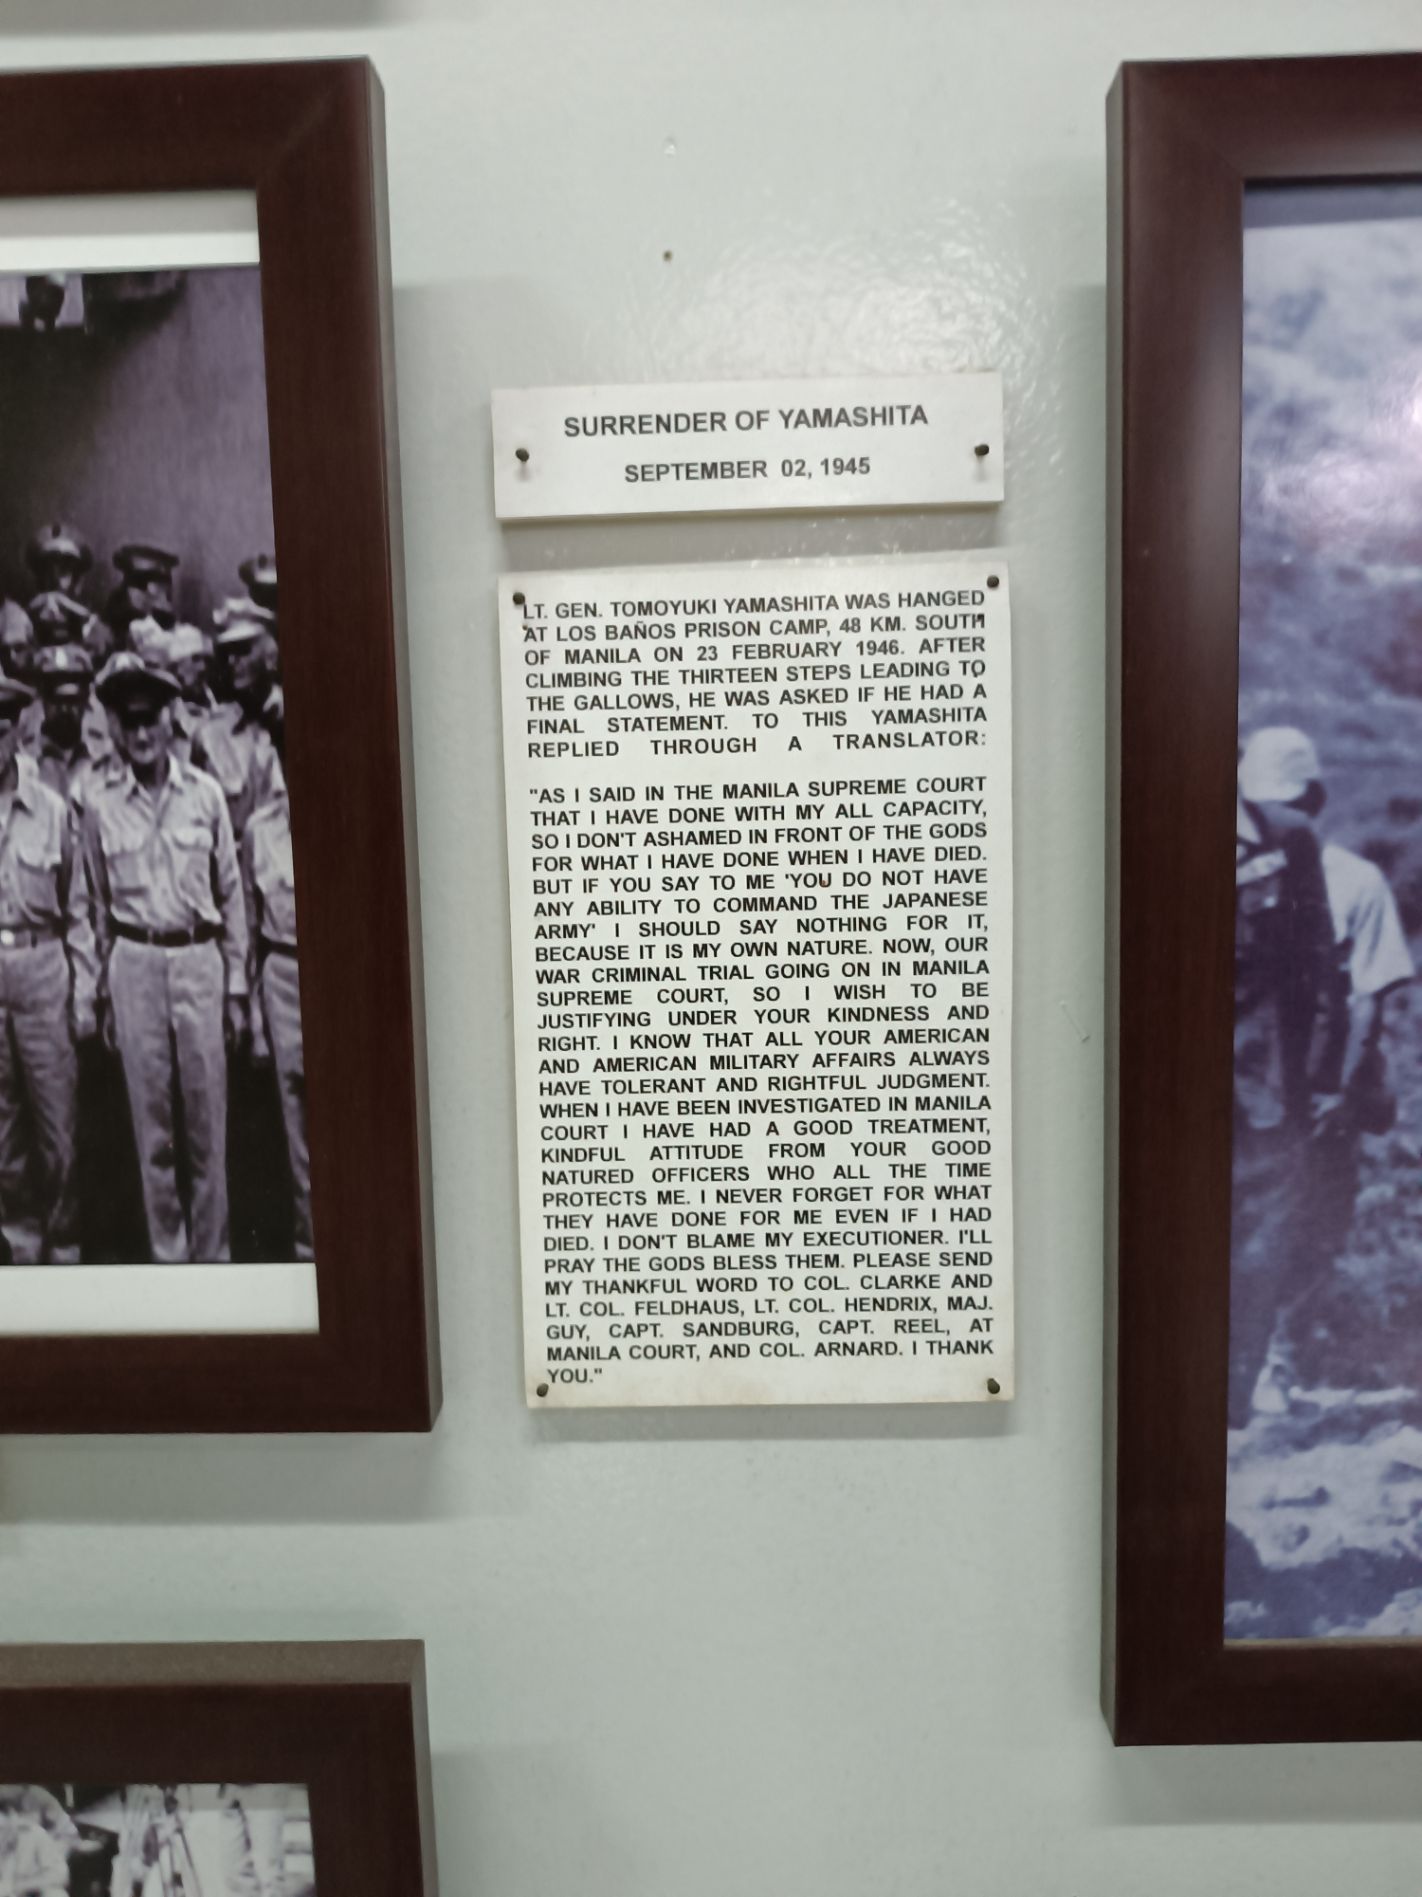 SURRENDER OF YAMASHITA
SEPTEMBER 02, 1945
LT. GEN. TOMOYUKI YAMASHITA WAS HANGED
AT LOS BAÑOS PRISON CAMP, 48 KM. SOUTH
OF MANILA ON 23 FEBRUARY 1946. AFTER
CLIMBING THE THIRTEEN STEPS LEADING TO
THE GALLOWS, HE WAS ASKED IF HE HAD A
FINAL STATEMENT. TO THIS YAMASHITA
REPLIED THROUGH A TRANSLATOR:
"AS I SAID IN THE MANILA SUPREME COURT
THAT I HAVE DONE WITH MY ALL CAPACITY,
SO I DON'T ASHAMED IN FRONT OF THE GODS
FOR WHAT I HAVE DONE WHEN I HAVE DIED.
BUT IF YOU SAY TO ME 'YOU DO NOT HAVE
ANY ABILITY TO COMMAND THE JAPANESE
ARMY' I SHOULD SAY NOTHING FOR IT,
BECAUSE IT IS MY OWN NATURE. NOW, OUR
WAR CRIMINAL TRIAL GOING ON IN MANILA
SUPREME COURT, SO I WISH TO BE
JUSTIFYING UNDER YOUR KINDNESS AND
RIGHT. I KNOW THAT ALL YOUR AMERICAN
AND AMERICAN MILITARY AFFAIRS ALWAYS
HAVE TOLERANT AND RIGHTFUL JUDGMENT.
WHEN I HAVE BEEN INVESTIGATED IN MANILA
COURT I HAVE HAD A GOOD TREATMENT,
KINDFUL ATTITUDE FROM YOUR GOOD
NATURED OFFICERS WHO ALL THE TIME
PROTECTS ME. I NEVER FORGET FOR WHAT
THEY HAVE DONE FOR ME EVEN IF I HAD
DIED. I DON'T BLAME MY EXECUTIONER. I'LL
PRAY THE GODS BLESS THEM. PLEASE SEND
MY THANKFUL WORD TO COL. CLARKE AND
LT. COL. FELDHAUS, LT. COL. HENDRIX, MAJ.
GUY, CAPT. SANDBURG, CAPT. REEL, AT
MANILA COURT, AND COL. ARNARD. I THANK
YOU."